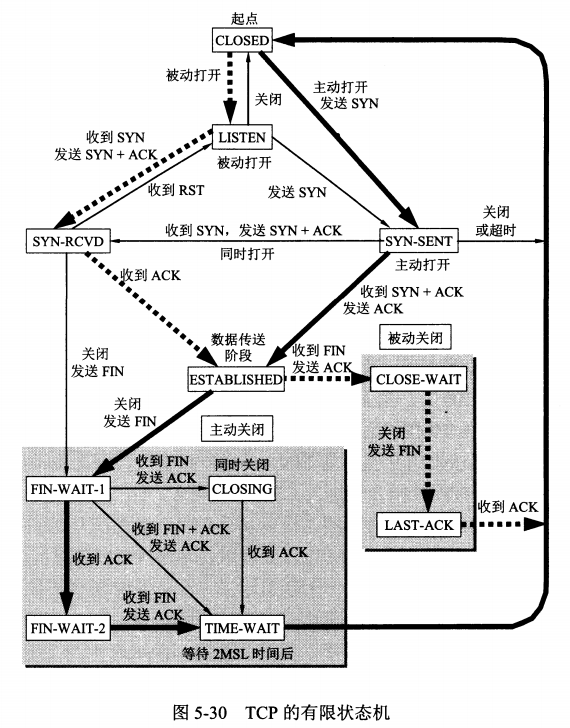 起点
CLOSED
被动打开
关闭
主动打开
发送 SYN
收到 SYN
发送 SYN + ACK
LISTEN
被动打开
收到 RST
发送 SYN
收到 SYN，发送 SYN + ACK
同时打开
关闭
或超时
SYN-RCVD
SYN-SENT
主动打开
收到 ACK
收到 SYN + ACK
发送 ACK
数据传送
阶段
被动关闭
关闭
发送 FIN
收到 FIN
发送 ACK
ESTABLISHED
CLOSE-WAIT
关闭
发送 FIN
主动关闭
关闭
发送 FIN
收到 FIN
发送 ACK
同时关闭
FIN-WAIT-1
CLOSING
LAST-ACK
收到 ACK
收到 FIN + ACK
发送 ACK
收到 ACK
收到 ACK
收到 FIN
发送 ACK
FIN-WAIT-2
TIME-WAIT
等待 2MSL 时间后
图 5-30 TCP 的有限状态机